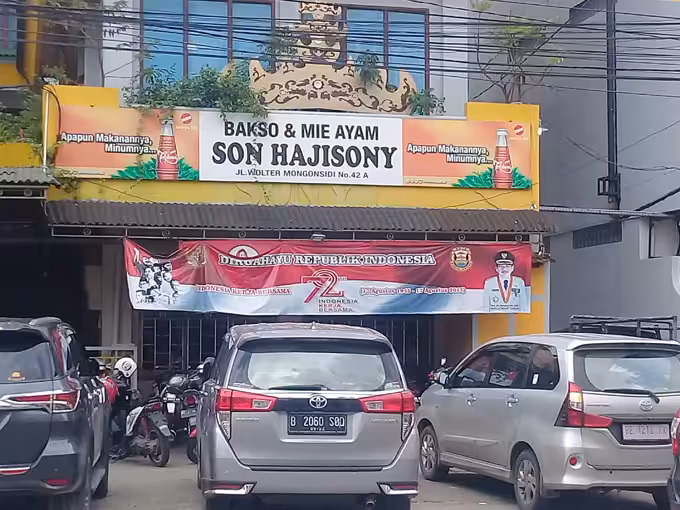 Apapun Makanannya,
Minumnya...
BAKSO & MIE AYAM
SON HAJISONY
JL.WOLTER MONGONSIDI No.42 A
Apapun Makanannya,
Minumnya...
DIRGAHAYU REPUBLIK INDONESIA
INDONESIA KERJA BERSAMA
72
INDONESIA
KERJA
BERSAMA
B 2060 SOQ